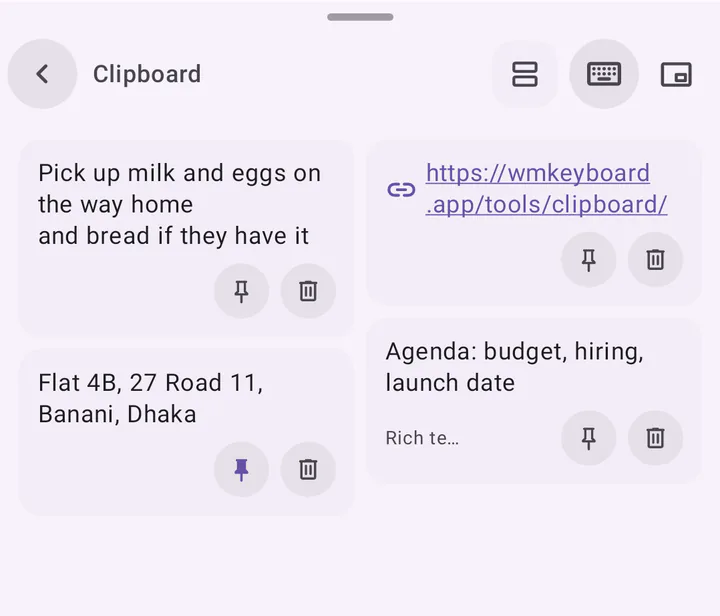 Clipboard
Pick up milk and eggs on
the way home
and bread if they have it
Flat 4B, 27 Road 11,
Banani, Dhaka
https://wmkeyboard
.app/tools/clipboard/
Agenda: budget, hiring,
launch date
Rich te…